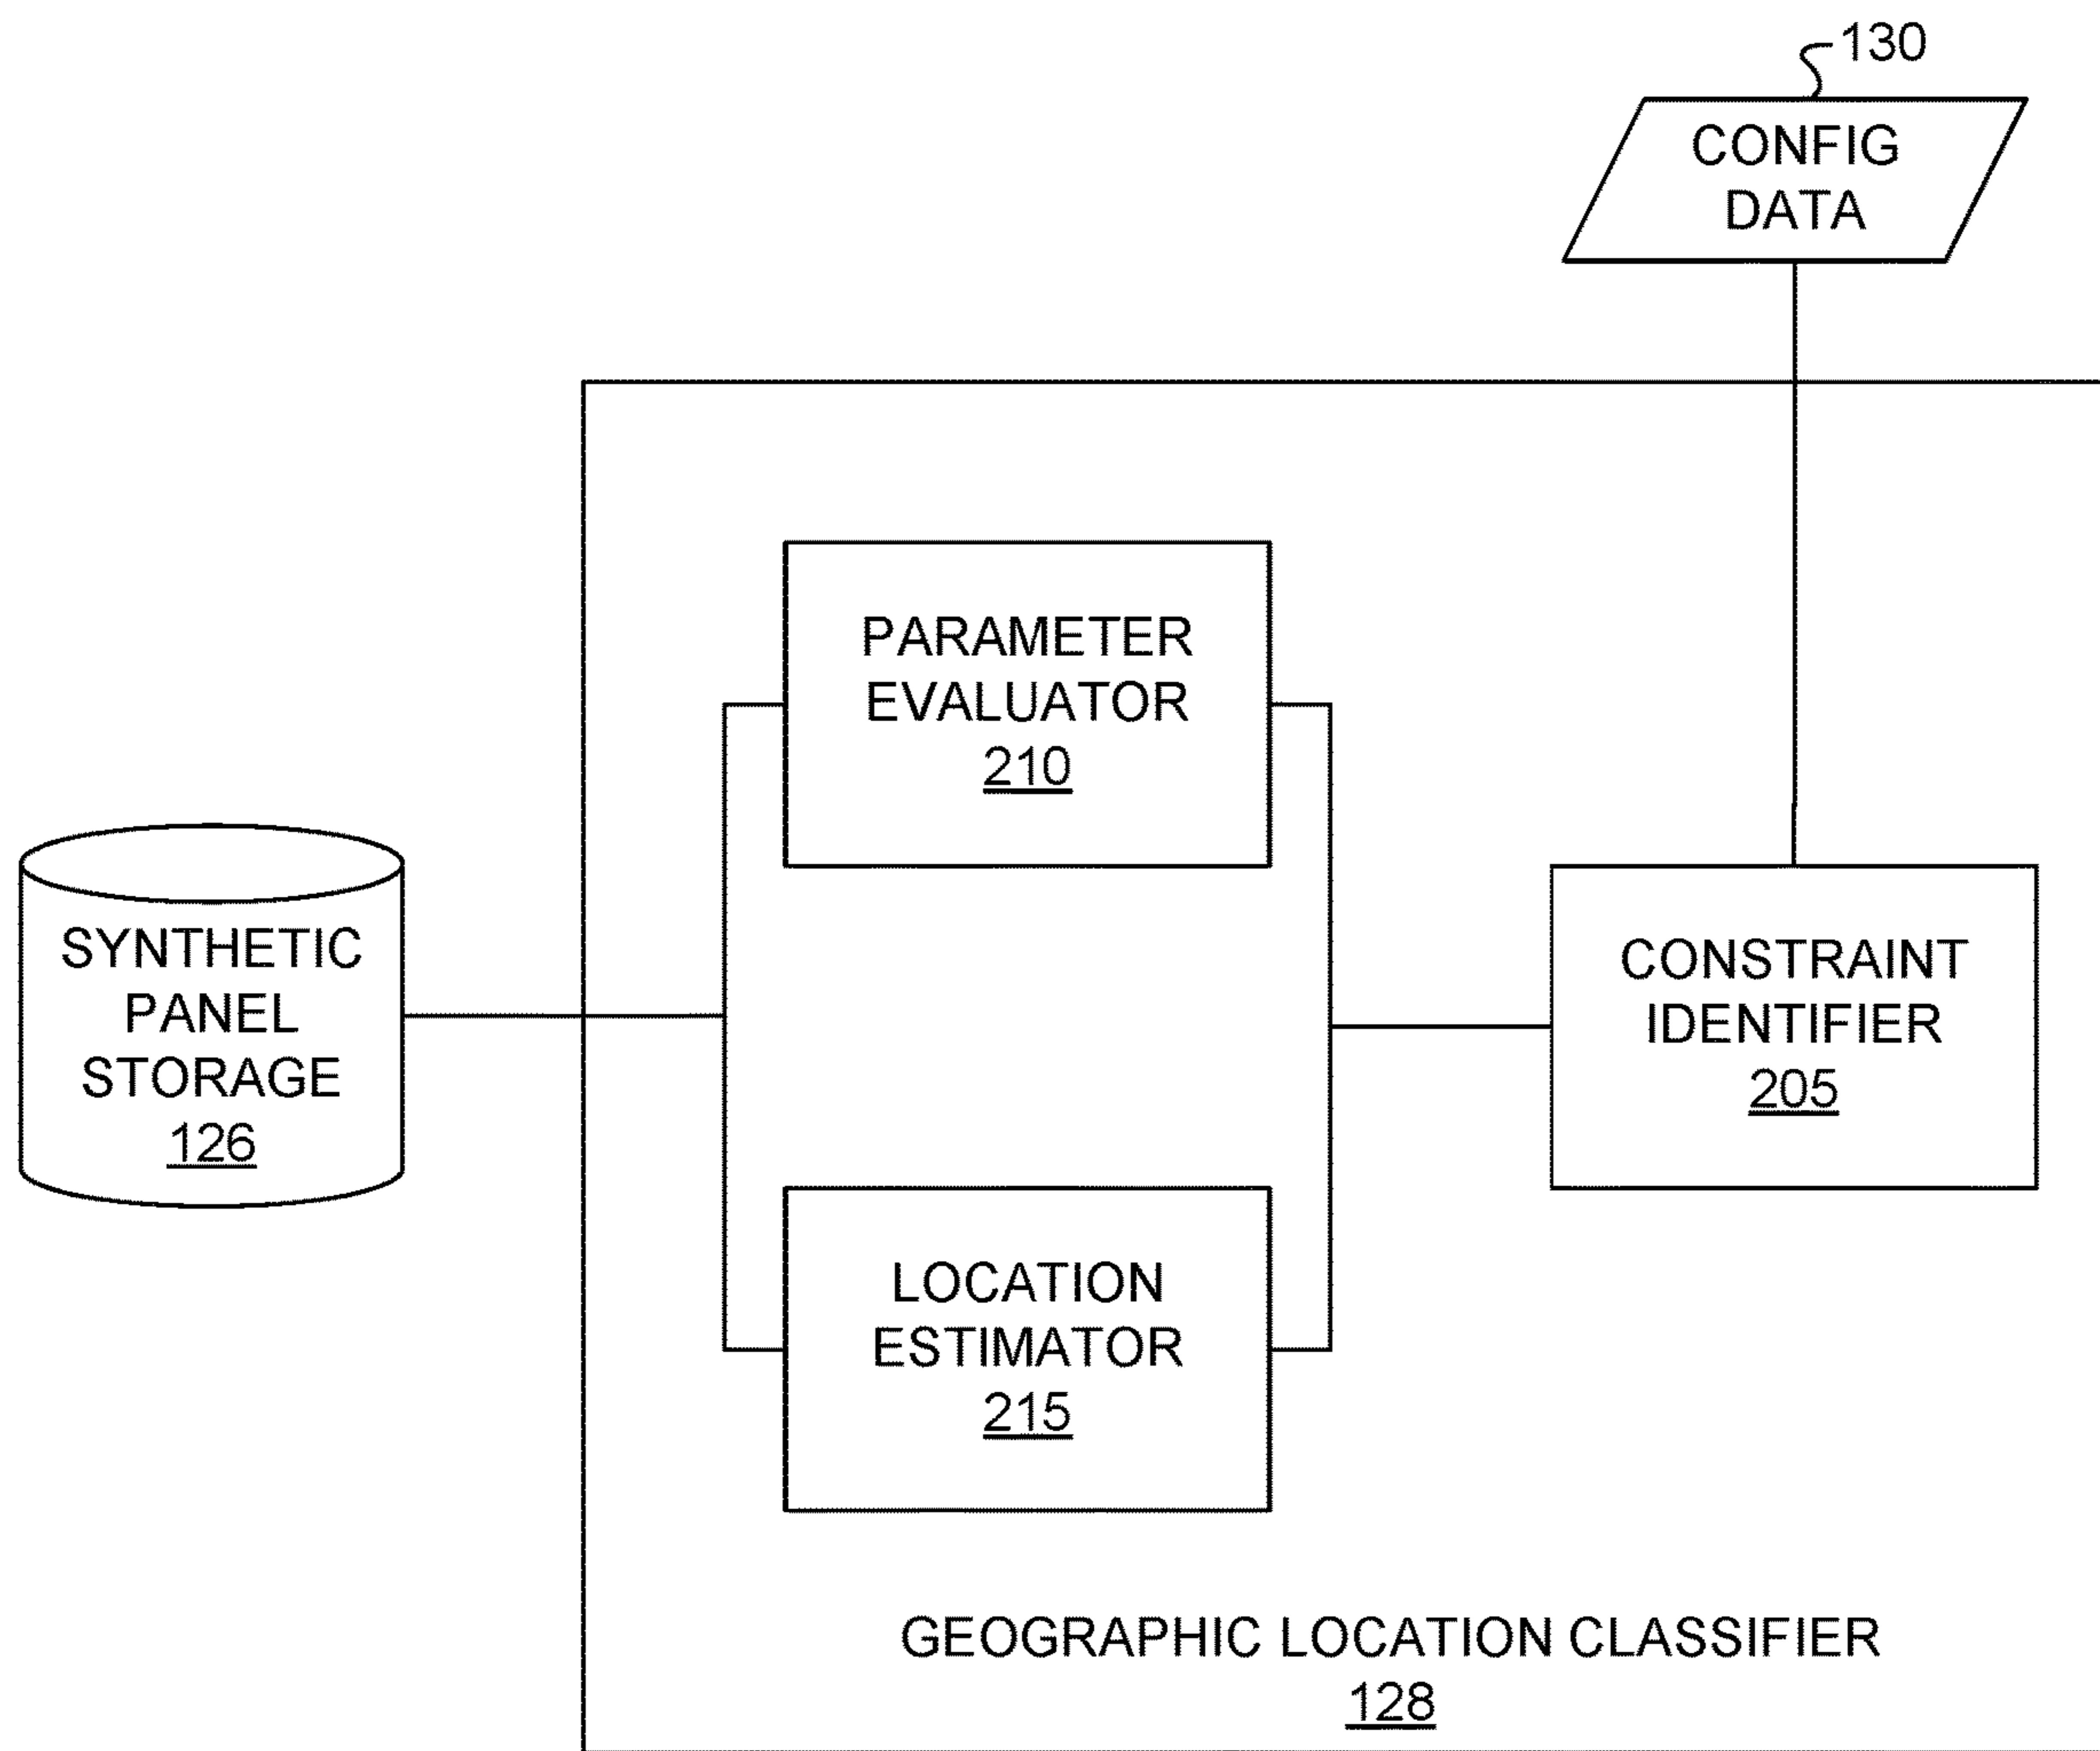 130
CONFIG
DATA
PARAMETER
EVALUATOR
210
SYNTHETIC
PANEL
STORAGE
126
CONSTRAINT
IDENTIFIER
205
LOCATION
ESTIMATOR
215
GEOGRAPHIC LOCATION CLASSIFIER
128